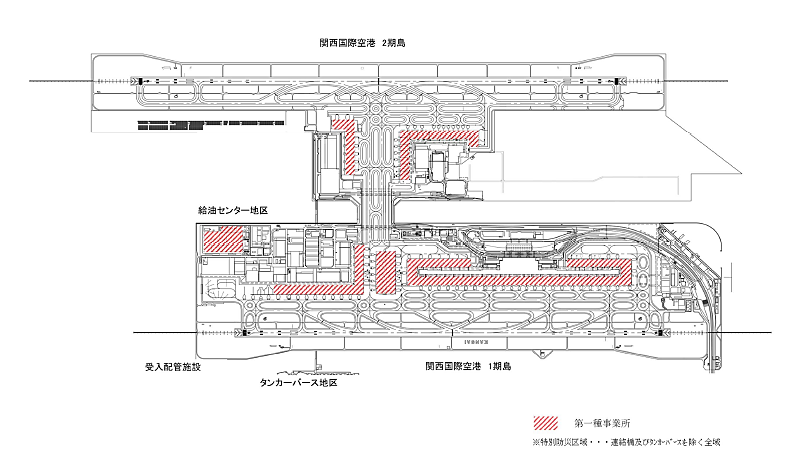 関西国際空港 2期島
給油センター地区
受入配管施設
タンカーバース地区
関西国際空港 1期島
第一種事業所
※特別防災区域・・・連絡橋及びﾀﾝｶｰﾊﾞｰｽを除く全域